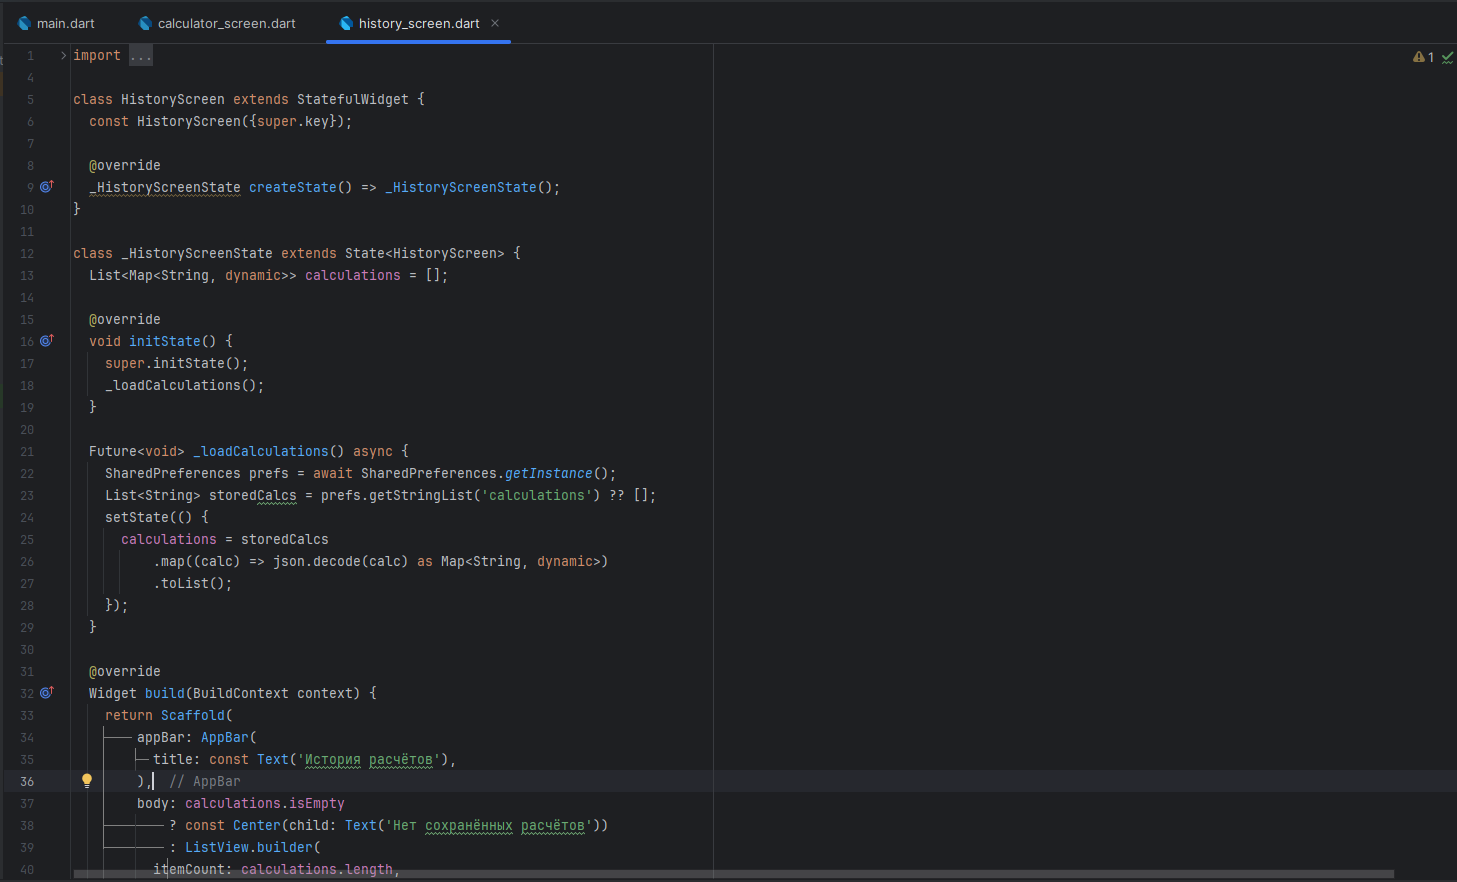 main.dart calculator_screen.dart history_screen.dart
1 import ... 1
4
5 class HistoryScreen extends StatefulWidget {
6 const HistoryScreen({super.key});
7
8 @override
9 _HistoryScreenState createState() => _HistoryScreenState();
10 }
11
12 class _HistoryScreenState extends State<HistoryScreen> {
13 List<Map<String, dynamic>> calculations = [];
14
15 @override
16 void initState() {
17 super.initState();
18 _loadCalculations();
19 }
20
21 Future<void> _loadCalculations() async {
22 SharedPreferences prefs = await SharedPreferences.getInstance();
23 List<String> storedCalcs = prefs.getStringList('calculations') ?? [];
24 setState(() {
25 calculations = storedCalcs
26 .map((calc) => json.decode(calc) as Map<String, dynamic>)
27 .toList();
28 });
29 }
30
31 @override
32 Widget build(BuildContext context) {
33 return Scaffold(
34 appBar: AppBar(
35 title: const Text('История расчётов'),
36 ), // AppBar
37 body: calculations.isEmpty
38 ? const Center(child: Text('Нет сохранённых расчётов'))
39 : ListView.builder(
40 itemCount: calculations.length,